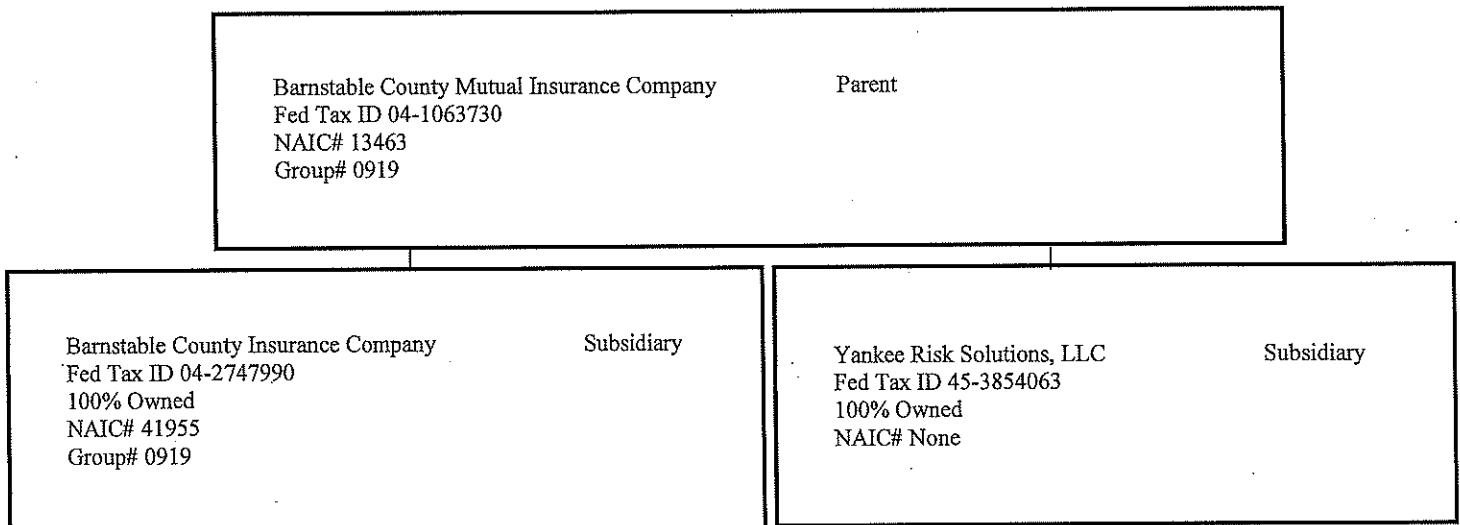 Barnstable County Mutual Insurance Company Parent
Fed Tax ID 04-1063730
NAIC# 13463
Group# 0919
Barnstable County Insurance Company Subsidiary
Fed Tax ID 04-2747990
100% Owned
NAIC# 41955
Group# 0919
Yankee Risk Solutions, LLC Subsidiary
Fed Tax ID 45-3854063
100% Owned
NAIC# None